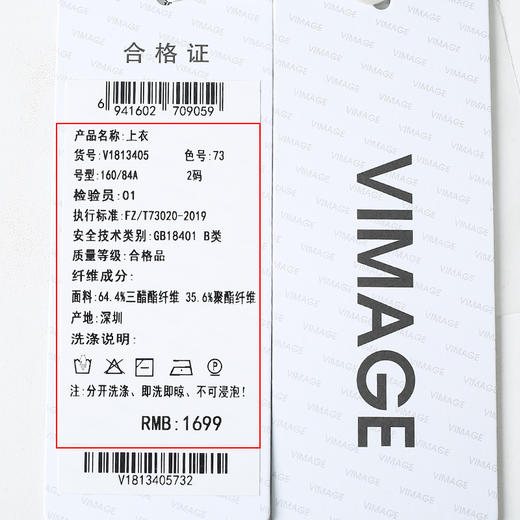 合格证
6 941602 709059
产品名称:上衣
货号:V1813405 色号:73
号型:160/84A 2码
检验员:01
执行标准:FZ/T73020-2019
安全技术类别:GB18401 B类
质量等级:合格品
纤维成分:
面料:64.4%三醋酯纤维 35.6%聚酯纤维
产地:深圳
洗涤说明:
P
注:分开洗涤、即洗即晾、不可浸泡!
RMB:1699
V1813405732
VIMAGE